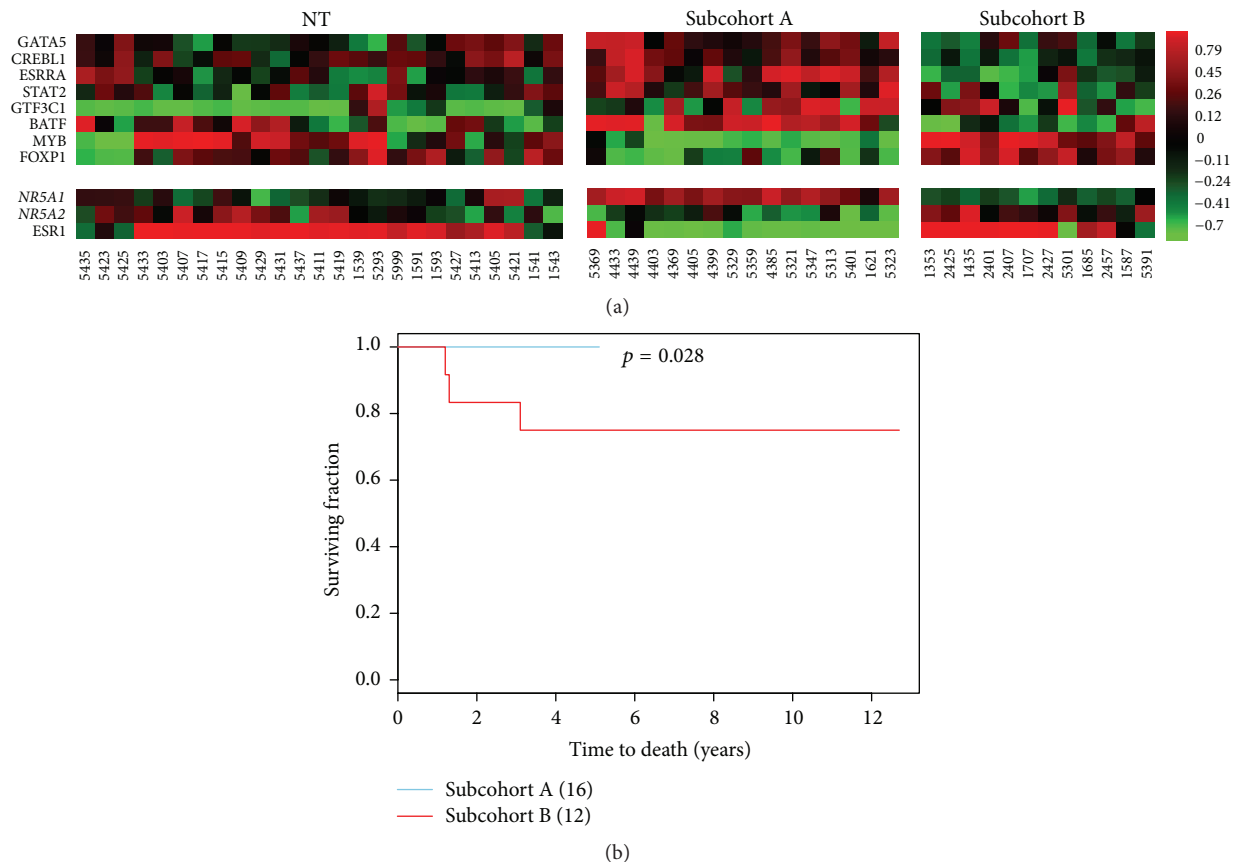 (a)
NT
Subcohort A
Subcohort B
GATA5
CREBL1
ESRRA
STAT2
GTF3C1
BATF
MYB
FOXP1
NR5A1
NR5A2
ESR1
0.79
0.45
0.26
0.12
0
−0.11
−0.24
−0.41
−0.7
5435 5423 5425 5433 5403 5407 5417 5415 5409 5429 5431 5437 5411 5419 1539 5293 5999 1591 1593 5427 5413 5405 5421 1541 1543
5369 4433 4439 4403 4369 4405 4399 5329 5359 4385 5321 5347 5313 5401 1621 5323
1353 2425 1435 2401 2407 1707 2427 5301 1685 2457 1587 5391
(a)
1.0
0.8
0.6
0.4
0.2
0.0
Surviving fraction
p = 0.028
0 2 4 6 8 10 12
Time to death (years)
Subcohort A (16)
Subcohort B (12)
(b)